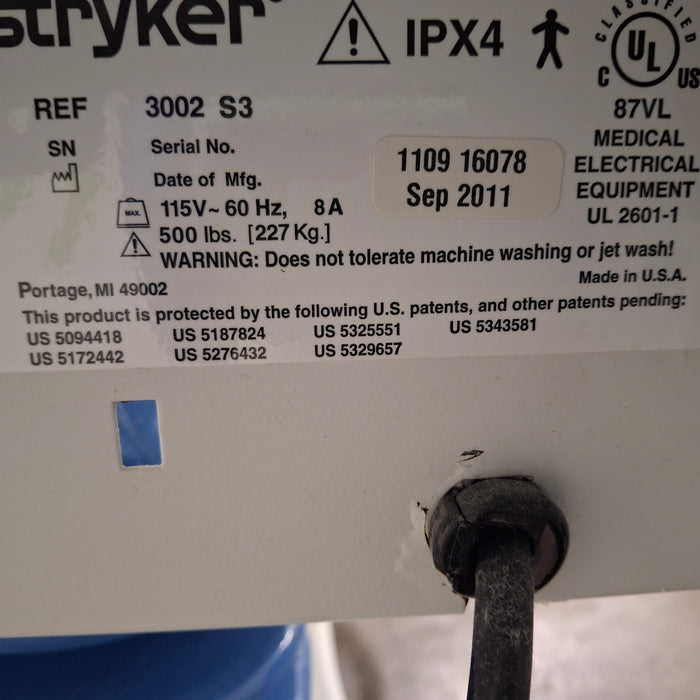 stryker®
IPX4
CLASSIFIED
UL
C US
REF 3002 S3
87VL
MEDICAL
ELECTRICAL
EQUIPMENT
UL 2601-1
SN Serial No.
1109 16078
Date of Mfg.
Sep 2011
MAX. 115V~ 60 Hz, 8A
500 lbs. [227 Kg.]
WARNING: Does not tolerate machine washing or jet wash!
Made in U.S.A.
Portage, MI 49002
This product is protected by the following U.S. patents, and other patents pending:
US 5094418 US 5187824 US 5325551 US 5343581
US 5172442 US 5276432 US 5329657